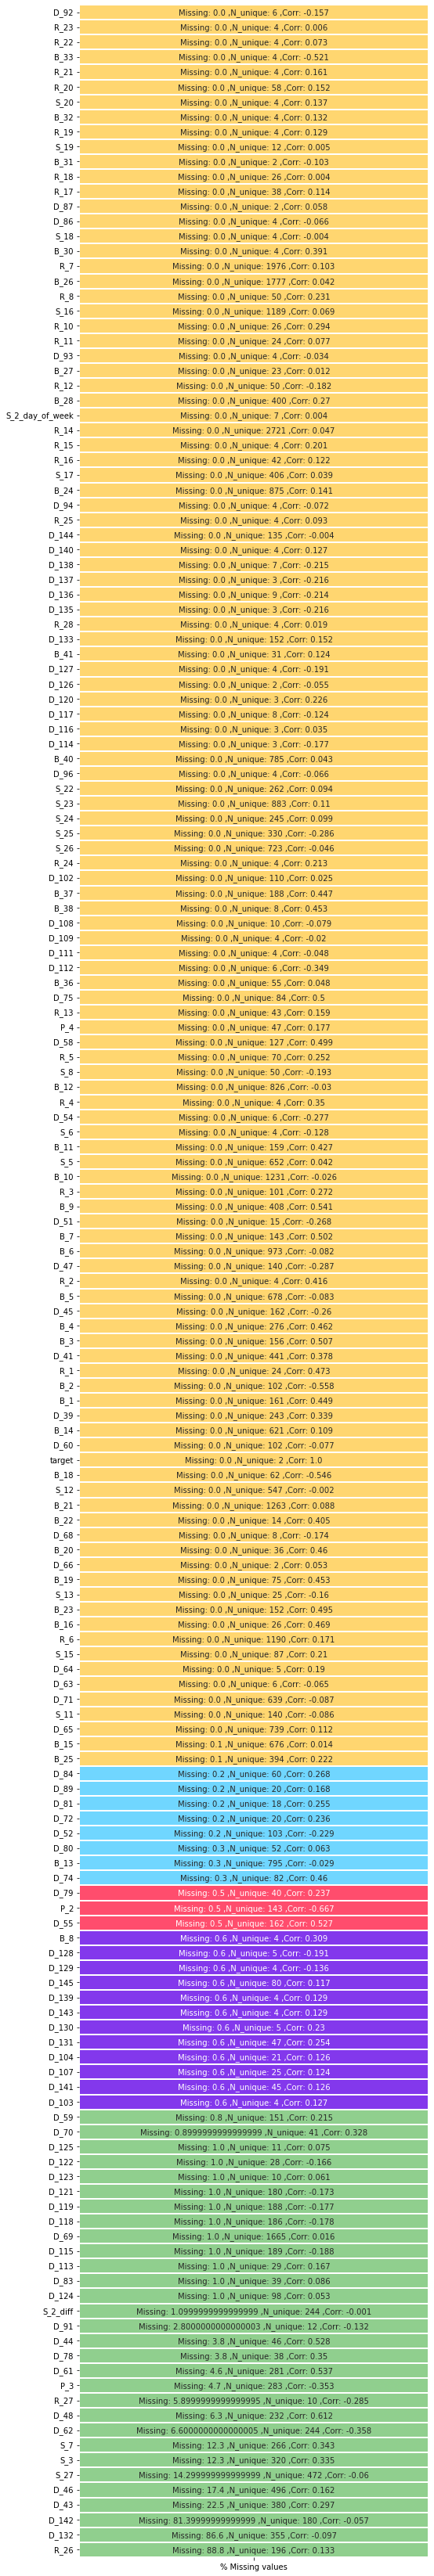 D_92 Missing: 0.0 ,N_unique: 6 ,Corr: -0.157
R_23 Missing: 0.0 ,N_unique: 4 ,Corr: 0.006
R_22 Missing: 0.0 ,N_unique: 4 ,Corr: 0.073
B_33 Missing: 0.0 ,N_unique: 4 ,Corr: -0.521
R_21 Missing: 0.0 ,N_unique: 4 ,Corr: 0.161
R_20 Missing: 0.0 ,N_unique: 58 ,Corr: 0.152
S_20 Missing: 0.0 ,N_unique: 4 ,Corr: 0.137
B_32 Missing: 0.0 ,N_unique: 4 ,Corr: 0.132
R_19 Missing: 0.0 ,N_unique: 4 ,Corr: 0.129
S_19 Missing: 0.0 ,N_unique: 12 ,Corr: 0.005
B_31 Missing: 0.0 ,N_unique: 2 ,Corr: -0.103
R_18 Missing: 0.0 ,N_unique: 26 ,Corr: 0.004
R_17 Missing: 0.0 ,N_unique: 38 ,Corr: 0.114
D_87 Missing: 0.0 ,N_unique: 2 ,Corr: 0.058
D_86 Missing: 0.0 ,N_unique: 4 ,Corr: -0.066
S_18 Missing: 0.0 ,N_unique: 4 ,Corr: -0.004
B_30 Missing: 0.0 ,N_unique: 4 ,Corr: 0.391
R_7 Missing: 0.0 ,N_unique: 1976 ,Corr: 0.103
B_26 Missing: 0.0 ,N_unique: 1777 ,Corr: 0.042
R_8 Missing: 0.0 ,N_unique: 50 ,Corr: 0.231
S_16 Missing: 0.0 ,N_unique: 1189 ,Corr: 0.069
R_10 Missing: 0.0 ,N_unique: 26 ,Corr: 0.294
R_11 Missing: 0.0 ,N_unique: 24 ,Corr: 0.077
D_93 Missing: 0.0 ,N_unique: 4 ,Corr: -0.034
B_27 Missing: 0.0 ,N_unique: 23 ,Corr: 0.012
R_12 Missing: 0.0 ,N_unique: 50 ,Corr: -0.182
B_28 Missing: 0.0 ,N_unique: 400 ,Corr: 0.27
S_2_day_of_week Missing: 0.0 ,N_unique: 7 ,Corr: 0.004
R_14 Missing: 0.0 ,N_unique: 2721 ,Corr: 0.047
R_15 Missing: 0.0 ,N_unique: 4 ,Corr: 0.201
R_16 Missing: 0.0 ,N_unique: 42 ,Corr: 0.122
S_17 Missing: 0.0 ,N_unique: 406 ,Corr: 0.039
B_24 Missing: 0.0 ,N_unique: 875 ,Corr: 0.141
D_94 Missing: 0.0 ,N_unique: 4 ,Corr: -0.072
R_25 Missing: 0.0 ,N_unique: 4 ,Corr: 0.093
D_144 Missing: 0.0 ,N_unique: 135 ,Corr: -0.004
D_140 Missing: 0.0 ,N_unique: 4 ,Corr: 0.127
D_138 Missing: 0.0 ,N_unique: 7 ,Corr: -0.215
D_137 Missing: 0.0 ,N_unique: 3 ,Corr: -0.216
D_136 Missing: 0.0 ,N_unique: 9 ,Corr: -0.214
D_135 Missing: 0.0 ,N_unique: 3 ,Corr: -0.216
R_28 Missing: 0.0 ,N_unique: 4 ,Corr: 0.019
D_133 Missing: 0.0 ,N_unique: 152 ,Corr: 0.152
B_41 Missing: 0.0 ,N_unique: 31 ,Corr: 0.124
D_127 Missing: 0.0 ,N_unique: 4 ,Corr: -0.191
D_126 Missing: 0.0 ,N_unique: 2 ,Corr: -0.055
D_120 Missing: 0.0 ,N_unique: 3 ,Corr: 0.226
D_117 Missing: 0.0 ,N_unique: 8 ,Corr: -0.124
D_116 Missing: 0.0 ,N_unique: 3 ,Corr: 0.035
D_114 Missing: 0.0 ,N_unique: 3 ,Corr: -0.177
B_40 Missing: 0.0 ,N_unique: 785 ,Corr: 0.043
D_96 Missing: 0.0 ,N_unique: 4 ,Corr: -0.066
S_22 Missing: 0.0 ,N_unique: 262 ,Corr: 0.094
S_23 Missing: 0.0 ,N_unique: 883 ,Corr: 0.11
S_24 Missing: 0.0 ,N_unique: 245 ,Corr: 0.099
S_25 Missing: 0.0 ,N_unique: 330 ,Corr: -0.286
S_26 Missing: 0.0 ,N_unique: 723 ,Corr: -0.046
R_24 Missing: 0.0 ,N_unique: 4 ,Corr: 0.213
D_102 Missing: 0.0 ,N_unique: 110 ,Corr: 0.025
B_37 Missing: 0.0 ,N_unique: 188 ,Corr: 0.447
B_38 Missing: 0.0 ,N_unique: 8 ,Corr: 0.453
D_108 Missing: 0.0 ,N_unique: 10 ,Corr: -0.079
D_109 Missing: 0.0 ,N_unique: 4 ,Corr: -0.02
D_111 Missing: 0.0 ,N_unique: 4 ,Corr: -0.048
D_112 Missing: 0.0 ,N_unique: 6 ,Corr: -0.349
B_36 Missing: 0.0 ,N_unique: 55 ,Corr: 0.048
D_75 Missing: 0.0 ,N_unique: 84 ,Corr: 0.5
R_13 Missing: 0.0 ,N_unique: 43 ,Corr: 0.159
P_4 Missing: 0.0 ,N_unique: 47 ,Corr: 0.177
D_58 Missing: 0.0 ,N_unique: 127 ,Corr: 0.499
R_5 Missing: 0.0 ,N_unique: 70 ,Corr: 0.252
S_8 Missing: 0.0 ,N_unique: 50 ,Corr: -0.193
B_12 Missing: 0.0 ,N_unique: 826 ,Corr: -0.03
R_4 Missing: 0.0 ,N_unique: 4 ,Corr: 0.35
D_54 Missing: 0.0 ,N_unique: 6 ,Corr: -0.277
S_6 Missing: 0.0 ,N_unique: 4 ,Corr: -0.128
B_11 Missing: 0.0 ,N_unique: 159 ,Corr: 0.427
S_5 Missing: 0.0 ,N_unique: 652 ,Corr: 0.042
B_10 Missing: 0.0 ,N_unique: 1231 ,Corr: -0.026
R_3 Missing: 0.0 ,N_unique: 101 ,Corr: 0.272
B_9 Missing: 0.0 ,N_unique: 408 ,Corr: 0.541
D_51 Missing: 0.0 ,N_unique: 15 ,Corr: -0.268
B_7 Missing: 0.0 ,N_unique: 143 ,Corr: 0.502
B_6 Missing: 0.0 ,N_unique: 973 ,Corr: -0.082
D_47 Missing: 0.0 ,N_unique: 140 ,Corr: -0.287
R_2 Missing: 0.0 ,N_unique: 4 ,Corr: 0.416
B_5 Missing: 0.0 ,N_unique: 678 ,Corr: -0.083
D_45 Missing: 0.0 ,N_unique: 162 ,Corr: -0.26
B_4 Missing: 0.0 ,N_unique: 276 ,Corr: 0.462
B_3 Missing: 0.0 ,N_unique: 156 ,Corr: 0.507
D_41 Missing: 0.0 ,N_unique: 441 ,Corr: 0.378
R_1 Missing: 0.0 ,N_unique: 24 ,Corr: 0.473
B_2 Missing: 0.0 ,N_unique: 102 ,Corr: -0.558
B_1 Missing: 0.0 ,N_unique: 161 ,Corr: 0.449
D_39 Missing: 0.0 ,N_unique: 243 ,Corr: 0.339
B_14 Missing: 0.0 ,N_unique: 621 ,Corr: 0.109
D_60 Missing: 0.0 ,N_unique: 102 ,Corr: -0.077
target Missing: 0.0 ,N_unique: 2 ,Corr: 1.0
B_18 Missing: 0.0 ,N_unique: 62 ,Corr: -0.546
S_12 Missing: 0.0 ,N_unique: 547 ,Corr: -0.002
B_21 Missing: 0.0 ,N_unique: 1263 ,Corr: 0.088
B_22 Missing: 0.0 ,N_unique: 14 ,Corr: 0.405
D_68 Missing: 0.0 ,N_unique: 8 ,Corr: -0.174
B_20 Missing: 0.0 ,N_unique: 36 ,Corr: 0.46
D_66 Missing: 0.0 ,N_unique: 2 ,Corr: 0.053
B_19 Missing: 0.0 ,N_unique: 75 ,Corr: 0.453
S_13 Missing: 0.0 ,N_unique: 25 ,Corr: -0.16
B_23 Missing: 0.0 ,N_unique: 152 ,Corr: 0.495
B_16 Missing: 0.0 ,N_unique: 26 ,Corr: 0.469
R_6 Missing: 0.0 ,N_unique: 1190 ,Corr: 0.171
S_15 Missing: 0.0 ,N_unique: 87 ,Corr: 0.21
D_64 Missing: 0.0 ,N_unique: 5 ,Corr: 0.19
D_63 Missing: 0.0 ,N_unique: 6 ,Corr: -0.065
D_71 Missing: 0.0 ,N_unique: 639 ,Corr: -0.087
S_11 Missing: 0.0 ,N_unique: 140 ,Corr: -0.086
D_65 Missing: 0.0 ,N_unique: 739 ,Corr: 0.112
B_15 Missing: 0.1 ,N_unique: 676 ,Corr: 0.014
B_25 Missing: 0.1 ,N_unique: 394 ,Corr: 0.222
D_84 Missing: 0.2 ,N_unique: 60 ,Corr: 0.268
D_89 Missing: 0.2 ,N_unique: 20 ,Corr: 0.168
D_81 Missing: 0.2 ,N_unique: 18 ,Corr: 0.255
D_72 Missing: 0.2 ,N_unique: 20 ,Corr: 0.236
D_52 Missing: 0.2 ,N_unique: 103 ,Corr: -0.229
D_80 Missing: 0.3 ,N_unique: 52 ,Corr: 0.063
B_13 Missing: 0.3 ,N_unique: 795 ,Corr: -0.029
D_74 Missing: 0.3 ,N_unique: 82 ,Corr: 0.46
D_79 Missing: 0.5 ,N_unique: 40 ,Corr: 0.237
P_2 Missing: 0.5 ,N_unique: 143 ,Corr: -0.667
D_55 Missing: 0.5 ,N_unique: 162 ,Corr: 0.527
B_8 Missing: 0.6 ,N_unique: 4 ,Corr: 0.309
D_128 Missing: 0.6 ,N_unique: 5 ,Corr: -0.191
D_129 Missing: 0.6 ,N_unique: 4 ,Corr: -0.136
D_145 Missing: 0.6 ,N_unique: 80 ,Corr: 0.117
D_139 Missing: 0.6 ,N_unique: 4 ,Corr: 0.129
D_143 Missing: 0.6 ,N_unique: 4 ,Corr: 0.129
D_130 Missing: 0.6 ,N_unique: 5 ,Corr: 0.23
D_131 Missing: 0.6 ,N_unique: 47 ,Corr: 0.254
D_104 Missing: 0.6 ,N_unique: 21 ,Corr: 0.126
D_107 Missing: 0.6 ,N_unique: 25 ,Corr: 0.124
D_141 Missing: 0.6 ,N_unique: 45 ,Corr: 0.126
D_103 Missing: 0.6 ,N_unique: 4 ,Corr: 0.127
D_59 Missing: 0.8 ,N_unique: 151 ,Corr: 0.215
D_70 Missing: 0.8999999999999999 ,N_unique: 41 ,Corr: 0.328
D_125 Missing: 1.0 ,N_unique: 11 ,Corr: 0.075
D_122 Missing: 1.0 ,N_unique: 28 ,Corr: -0.166
D_123 Missing: 1.0 ,N_unique: 10 ,Corr: 0.061
D_121 Missing: 1.0 ,N_unique: 180 ,Corr: -0.173
D_119 Missing: 1.0 ,N_unique: 188 ,Corr: -0.177
D_118 Missing: 1.0 ,N_unique: 186 ,Corr: -0.178
D_69 Missing: 1.0 ,N_unique: 1665 ,Corr: 0.016
D_115 Missing: 1.0 ,N_unique: 189 ,Corr: -0.188
D_113 Missing: 1.0 ,N_unique: 29 ,Corr: 0.167
D_83 Missing: 1.0 ,N_unique: 39 ,Corr: 0.086
D_124 Missing: 1.0 ,N_unique: 98 ,Corr: 0.053
S_2_diff Missing: 1.0999999999999999 ,N_unique: 244 ,Corr: -0.001
D_91 Missing: 2.8000000000000003 ,N_unique: 12 ,Corr: -0.132
D_44 Missing: 3.8 ,N_unique: 46 ,Corr: 0.528
D_78 Missing: 3.8 ,N_unique: 38 ,Corr: 0.35
D_61 Missing: 4.6 ,N_unique: 281 ,Corr: 0.537
P_3 Missing: 4.7 ,N_unique: 283 ,Corr: -0.353
R_27 Missing: 5.8999999999999995 ,N_unique: 10 ,Corr: -0.285
D_48 Missing: 6.3 ,N_unique: 232 ,Corr: 0.612
D_62 Missing: 6.6000000000000005 ,N_unique: 244 ,Corr: -0.358
S_7 Missing: 12.3 ,N_unique: 266 ,Corr: 0.343
S_3 Missing: 12.3 ,N_unique: 320 ,Corr: 0.335
S_27 Missing: 14.299999999999999 ,N_unique: 472 ,Corr: -0.06
D_46 Missing: 17.4 ,N_unique: 496 ,Corr: 0.162
D_43 Missing: 22.5 ,N_unique: 380 ,Corr: 0.297
D_142 Missing: 81.39999999999999 ,N_unique: 180 ,Corr: -0.057
D_132 Missing: 86.6 ,N_unique: 355 ,Corr: -0.097
R_26 Missing: 88.8 ,N_unique: 196 ,Corr: 0.133
% Missing values